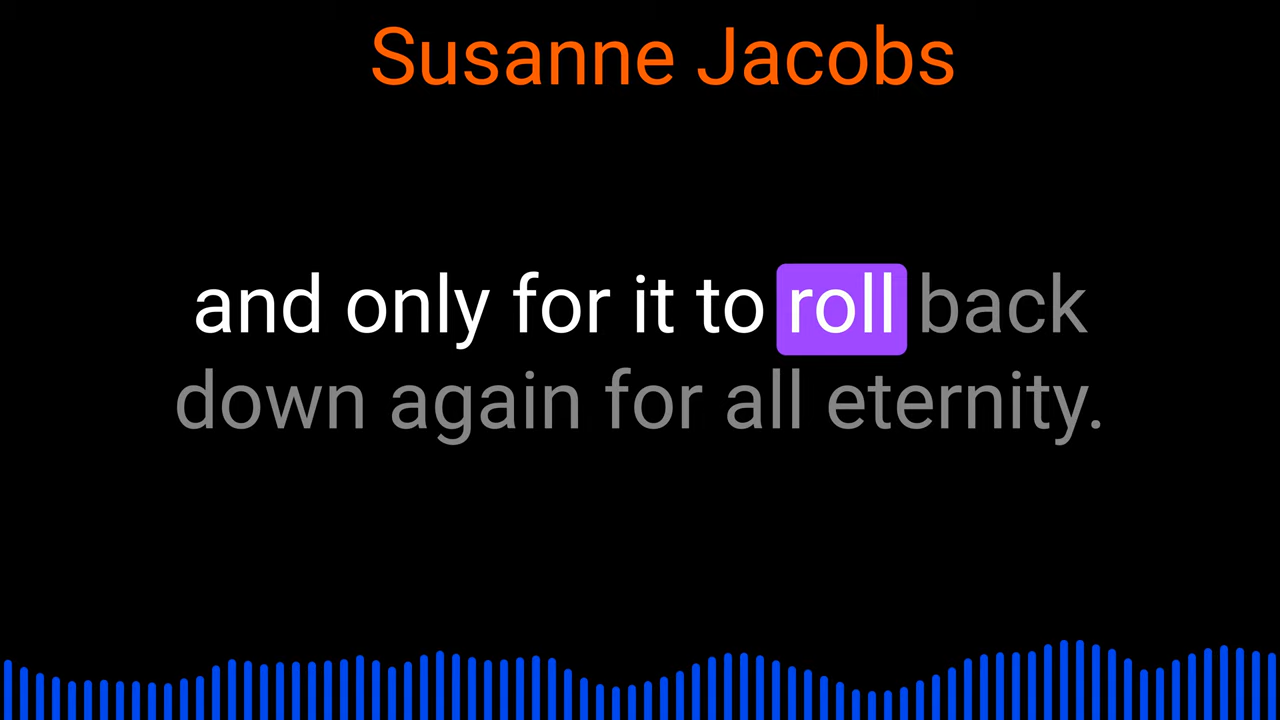 Susanne Jacobs
and only for it to roll back
down again for all eternity.